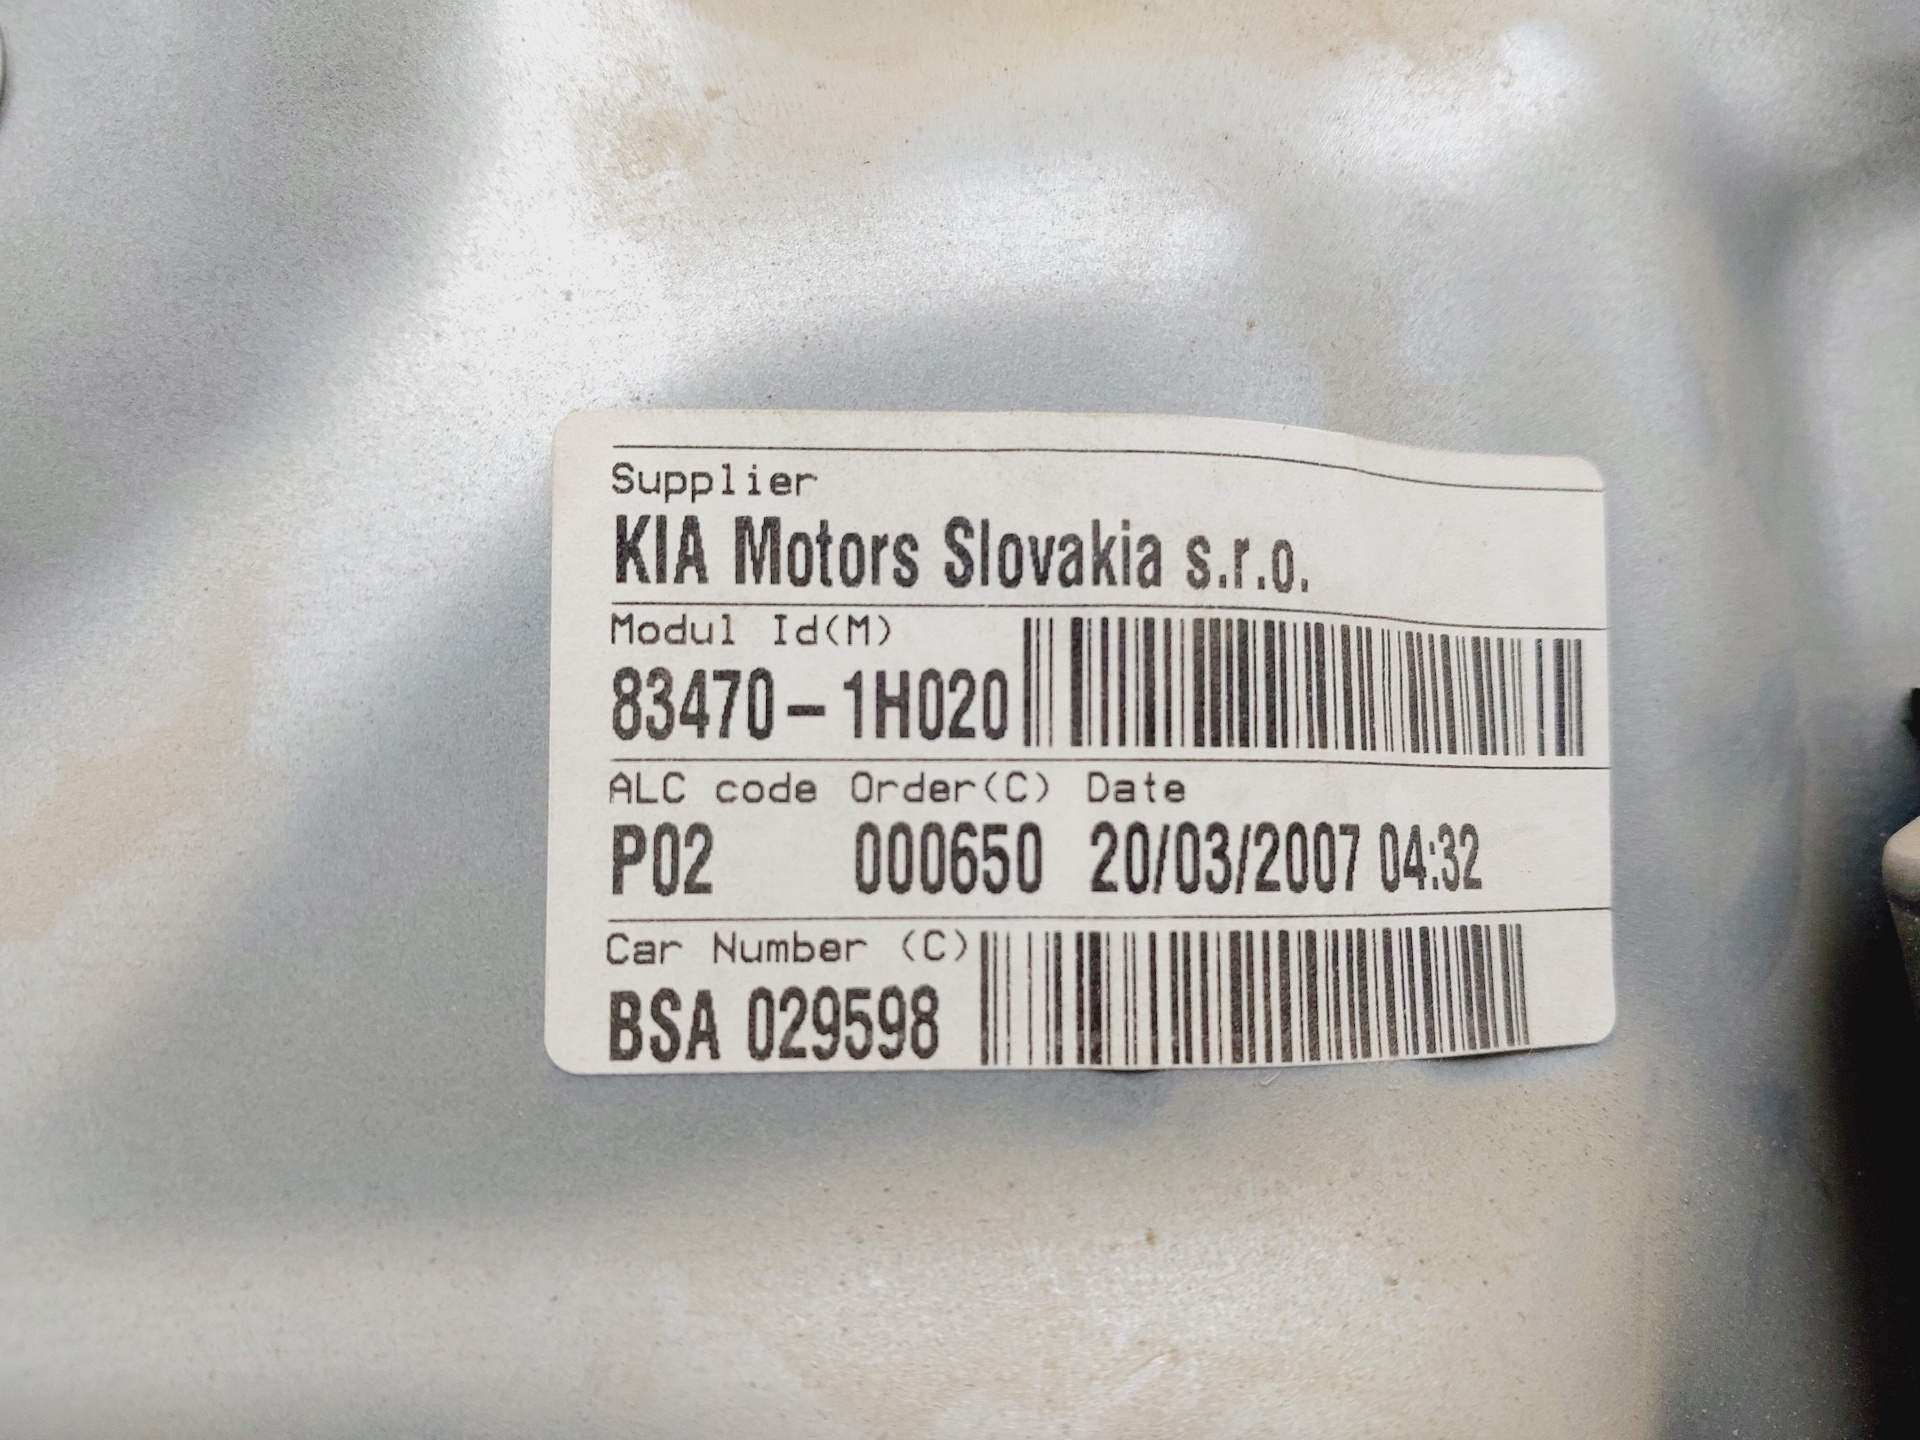 Supplier
KIA Motors Slovakia s.r.o.
Modul Id(M)
83470-1H020
ALC code Order(C) Date
P02 000650 20/03/2007 04:32
Car Number (C)
BSA 029598